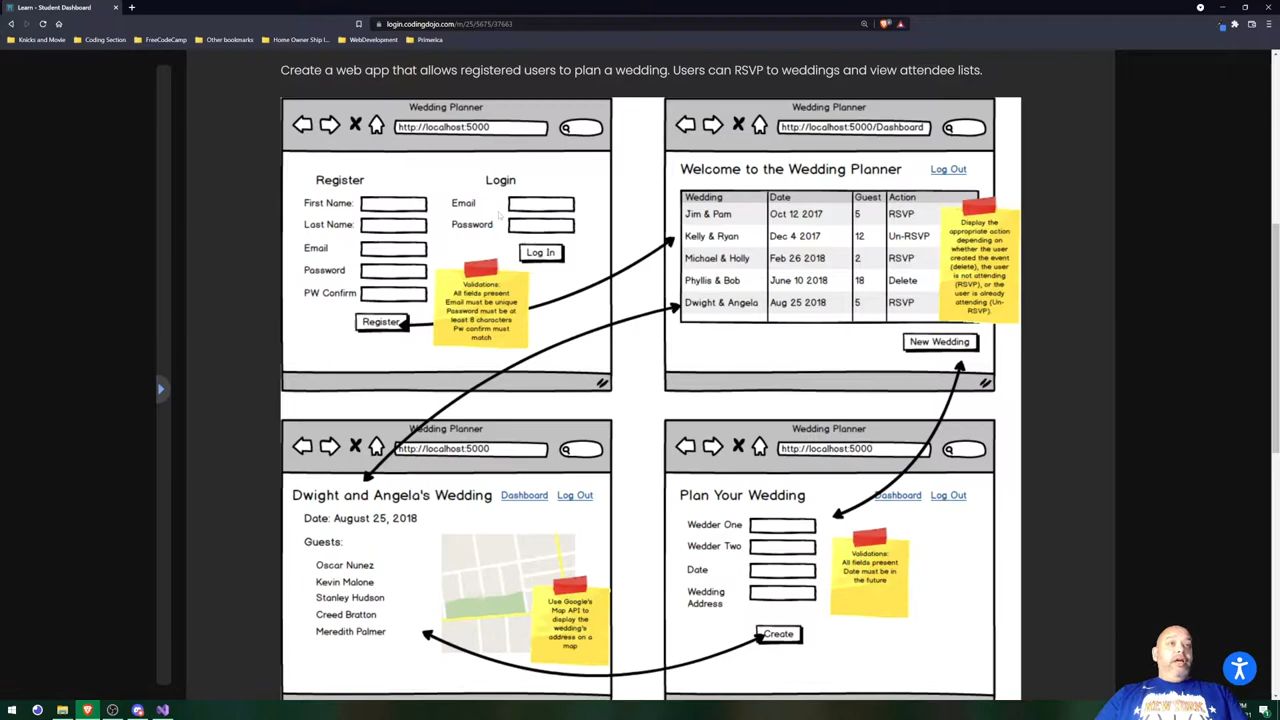 Learn - Student Dashboard
login.codingdojo.com/m/25/5675/37663
Knicks and Movie
Coding Section
FreeCodeCamp
Other bookmarks
Home Owner Ship I...
WebDevelopment
Primerica
Create a web app that allows registered users to plan a wedding. Users can RSVP to weddings and view attendee lists.
Wedding Planner
http://localhost:5000
Register
Login
First Name:
Last Name:
Email
Password
PW Confirm
Register
Email
Password
Log In
Validations:
All fields present
Email must be unique
Password must be at
least 8 characters
Pw confirm must
match
Wedding Planner
http://localhost:5000/Dashboard
Welcome to the Wedding Planner
Log Out
Wedding Date Guest Action
Jim & Pam Oct 12 2017 5 RSVP
Kelly & Ryan Dec 4 2017 12 Un-RSVP
Michael & Holly Feb 26 2018 2 RSVP
Phyllis & Bob June 10 2018 18 Delete
Dwight & Angela Aug 25 2018 5 RSVP
Display the
appropriate action
depending on
whether the user
created the event
(delete), the user
is not attending
(RSVP), or the
user is already
attending (Un-
RSVP).
New Wedding
Wedding Planner
http://localhost:5000
Dwight and Angela's Wedding
Dashboard
Log Out
Date: August 25, 2018
Guests:
Oscar Nunez
Kevin Malone
Stanley Hudson
Creed Bratton
Meredith Palmer
Use Google's
Map API to
display the
wedding's
address on a
map
Wedding Planner
http://localhost:5000
Plan Your Wedding
Dashboard
Log Out
Wedder One
Wedder Two
Date
Wedding
Address
Create
Validations:
All fields present
Date must be in
the future